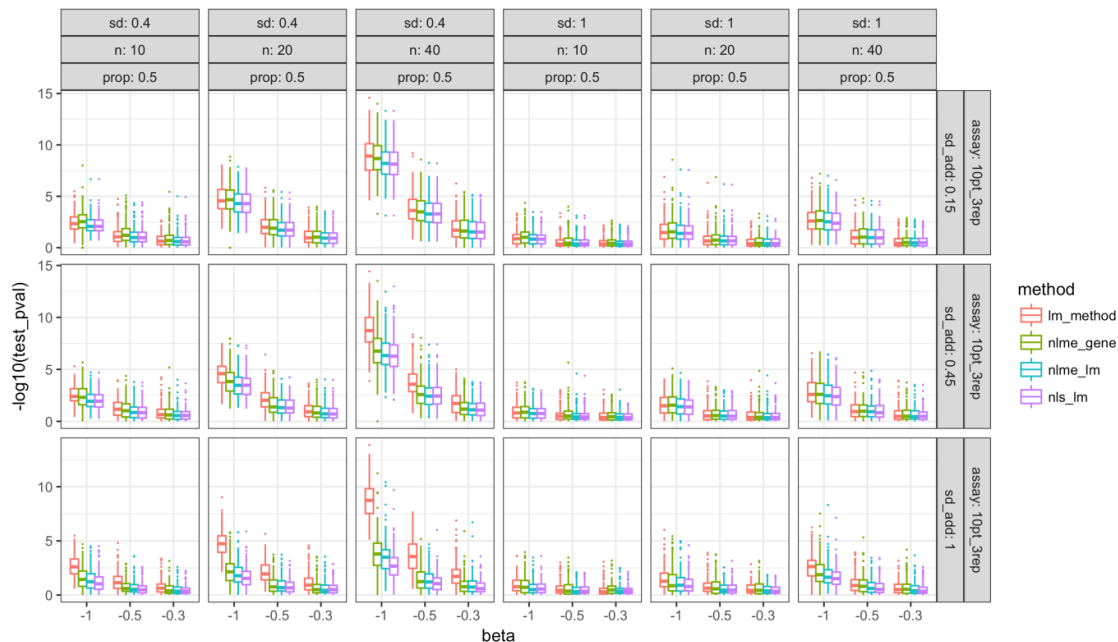 sd: 0.4
sd: 0.4
sd: 0.4
sd: 1
sd: 1
sd: 1
n: 10
n: 20
n: 40
n: 10
n: 20
n: 40
prop: 0.5
prop: 0.5
prop: 0.5
prop: 0.5
prop: 0.5
prop: 0.5
15
10
5
0
sd_add: 0.15
assay: 10pt_3rep
15
10
5
0
sd_add: 0.45
assay: 10pt_3rep
10
5
0
sd_add: 1
assay: 10pt_3rep
-log10(test_pval)
-1
-0.5
-0.3
-1
-0.5
-0.3
-1
-0.5
-0.3
-1
-0.5
-0.3
-1
-0.5
-0.3
-1
-0.5
-0.3
beta
method
lm_method
nlme_gene
nlme_lm
nls_lm